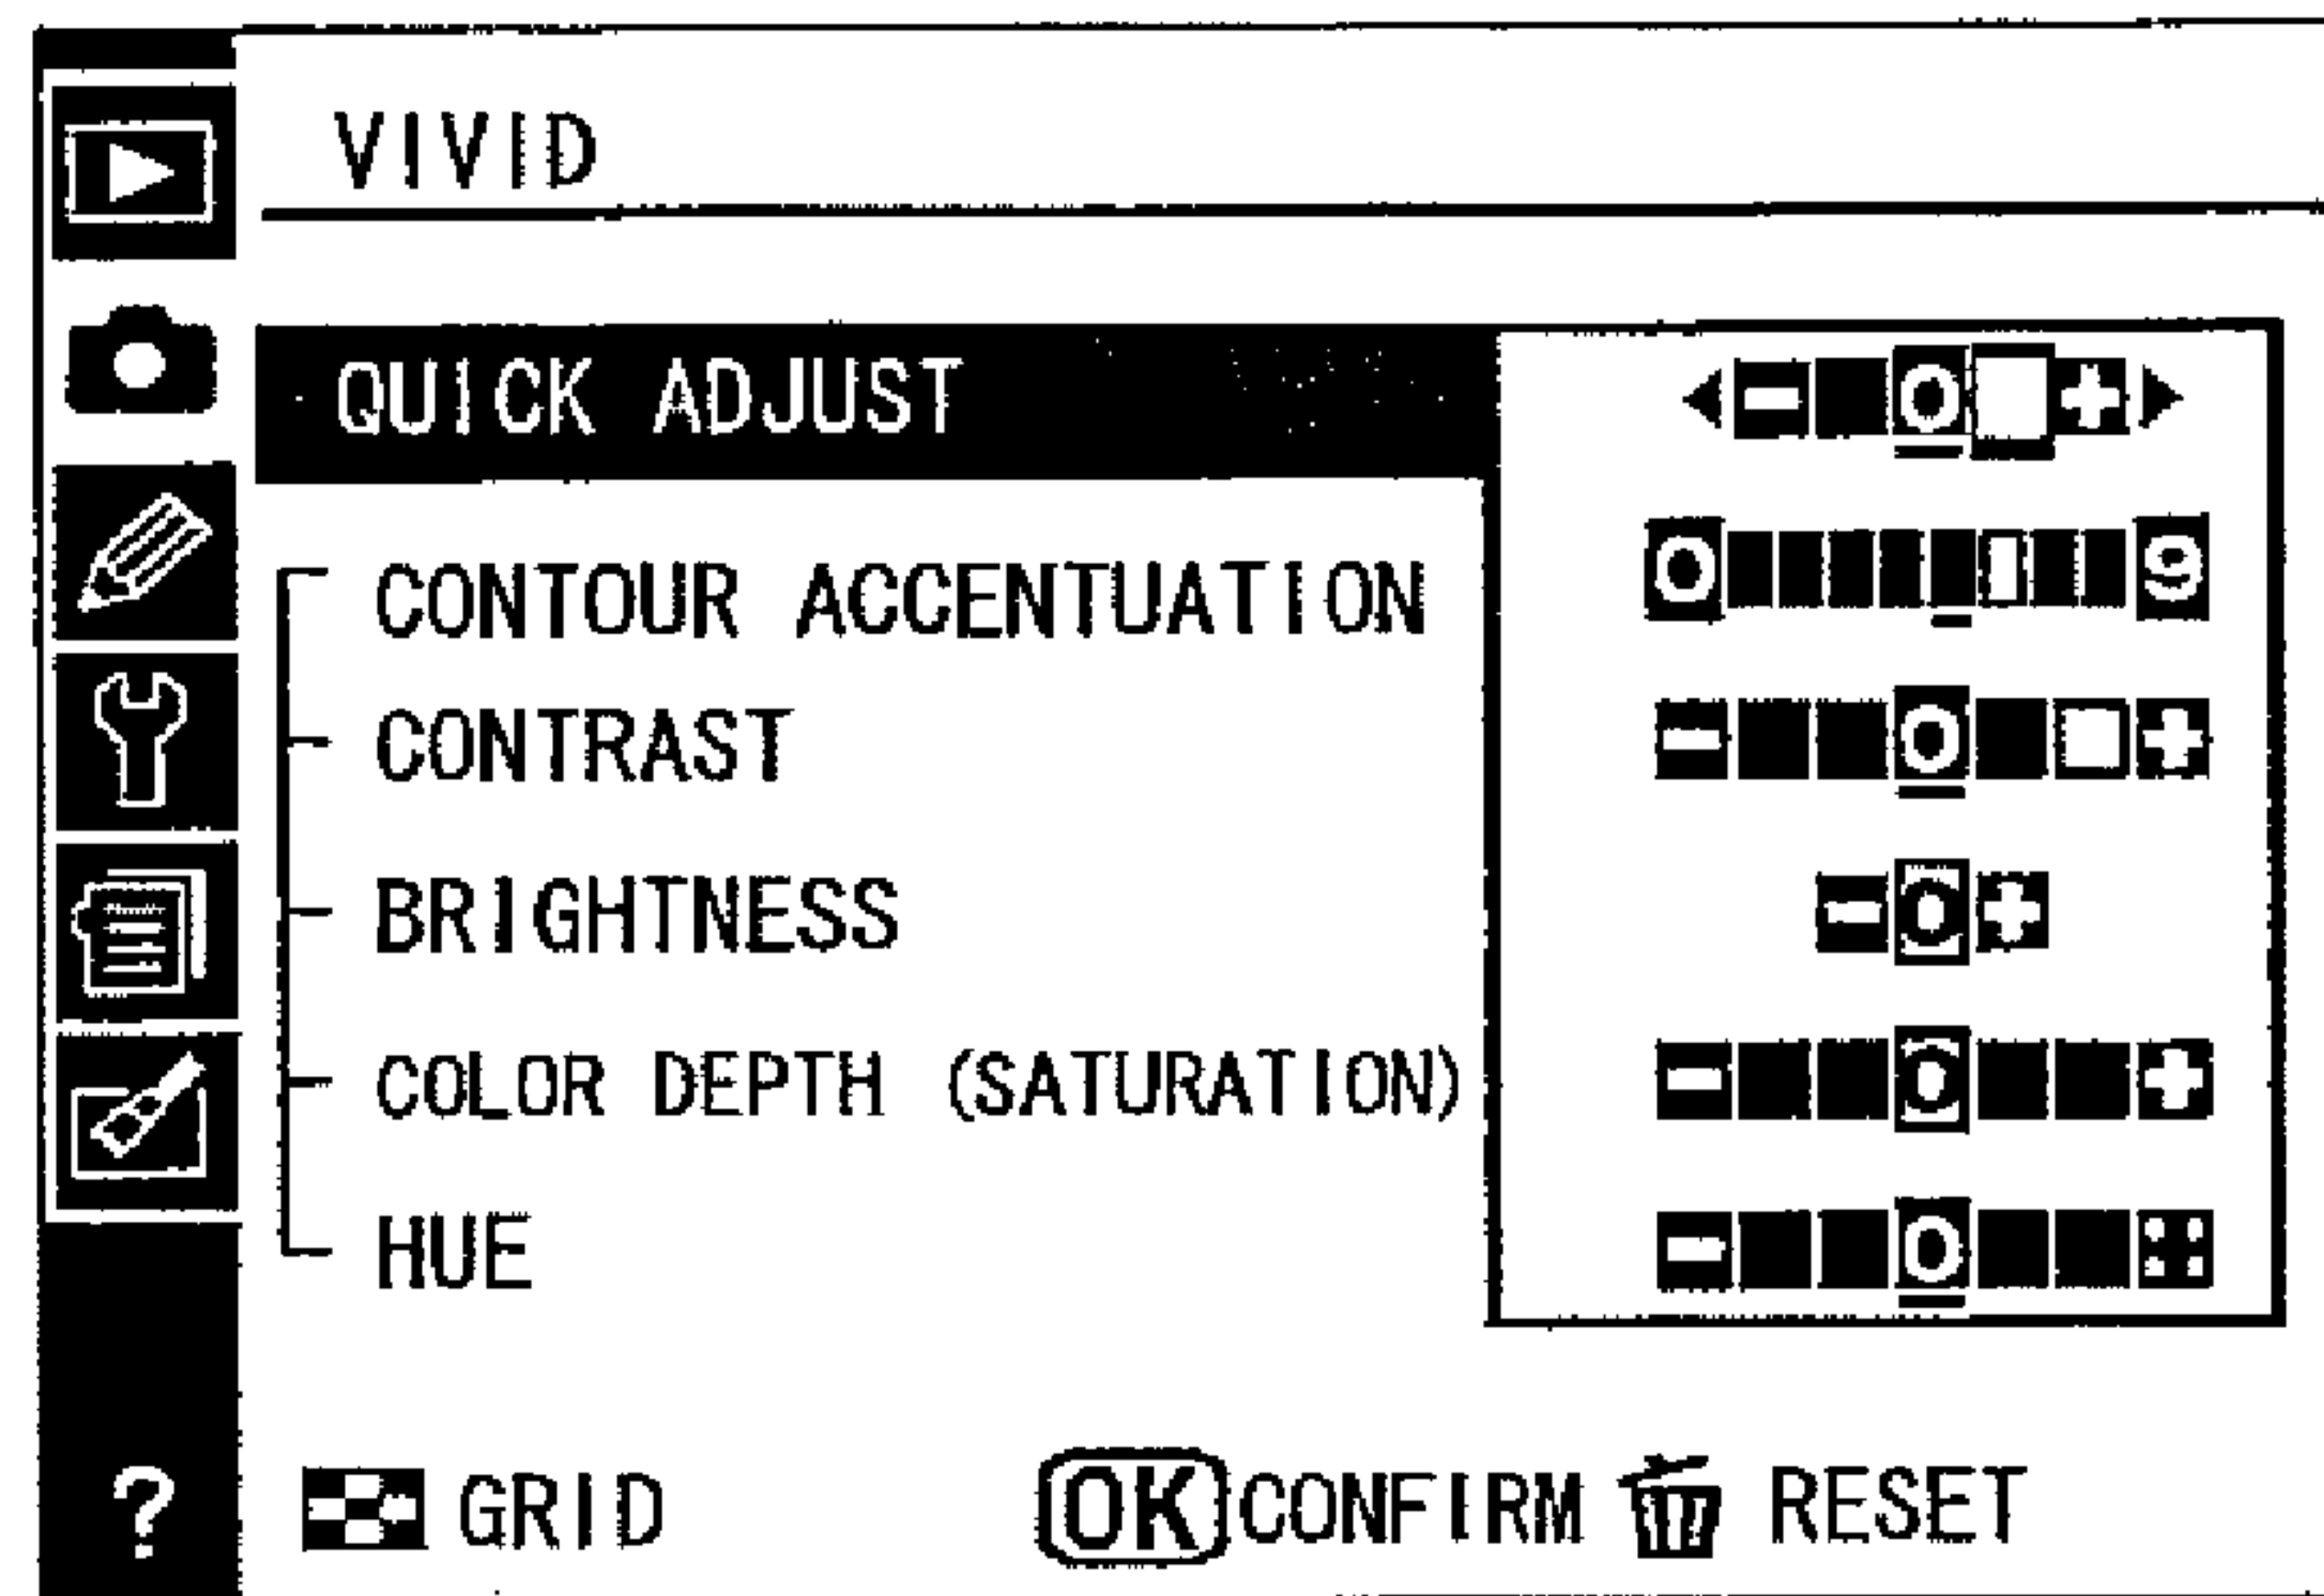 VIVID
QUICK ADJUST
CONTOUR ACCENTUATION
CONTRAST
BRIGHTNESS
COLOR DEPTH (SATURATION)
HUE
? GRID OK CONFIRM RESET